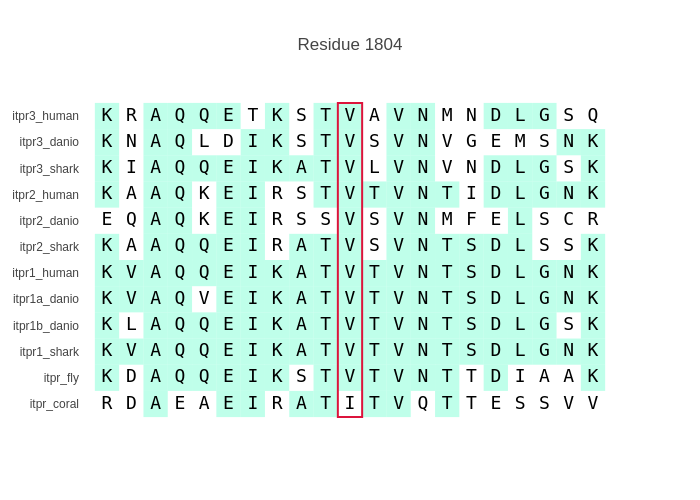 Residue 1804
itpr3_human K R A Q Q E T K S T V A V N M N D L G S Q
itpr3_danio K N A Q L D I K S T V S V N V G E M S N K
itpr3_shark K I A Q Q E I K A T V L V N V N D L G S K
itpr2_human K A A Q K E I R S T V T V N T I D L G N K
itpr2_danio E Q A Q K E I R S S V S V N M F E L S C R
itpr2_shark K A A Q Q E I R A T V S V N T S D L S S K
itpr1_human K V A Q Q E I K A T V T V N T S D L G N K
itpr1a_danio K V A Q V E I K A T V T V N T S D L G N K
itpr1b_danio K L A Q Q E I K A T V T V N T S D L G S K
itpr1_shark K V A Q Q E I K A T V T V N T S D L G N K
itpr_fly K D A Q Q E I K S T V T V N T T D I A A K
itpr_coral R D A E A E I R A T I T V Q T T E S S V V